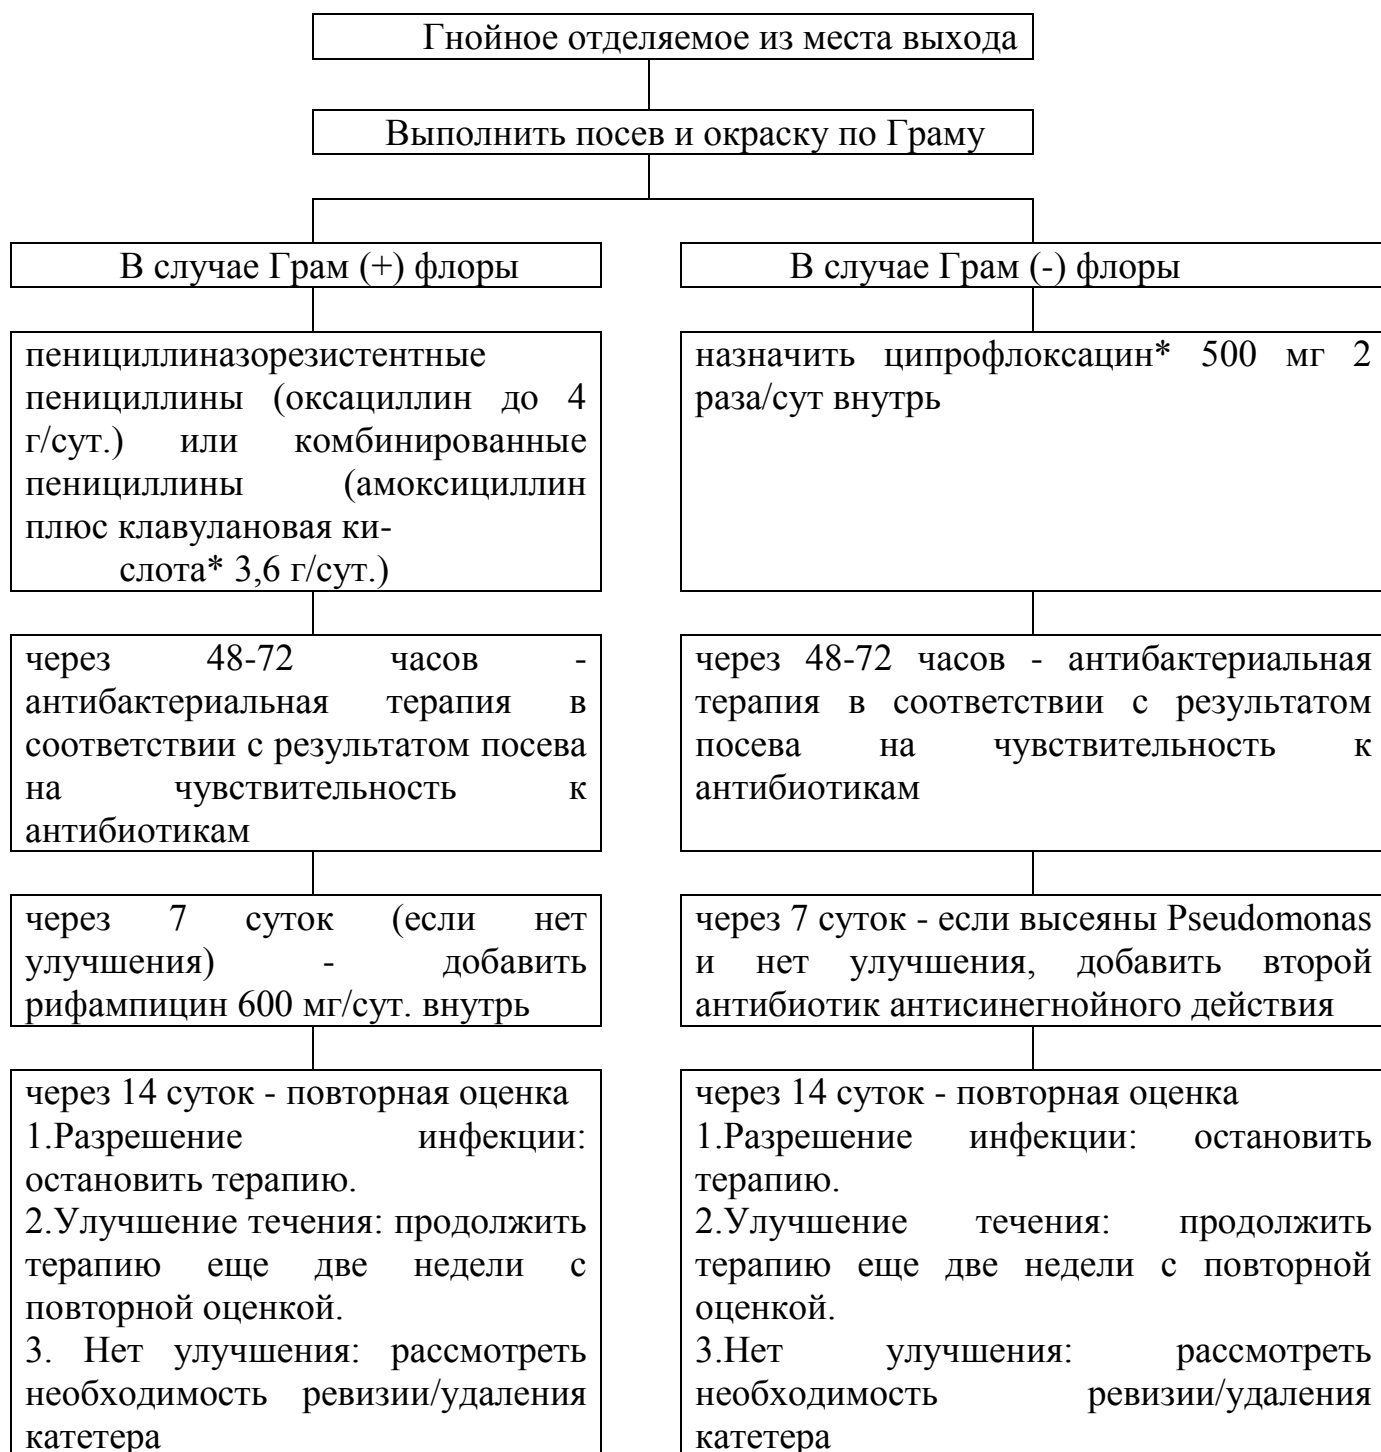 Гнойное отделяемое из места выхода
Выполнить посев и окраску по Граму
В случае Грам (+) флоры
В случае Грам (-) флоры
пенициллиназорезистентные
пенициллины (оксациллин до 4
г/сут.) или комбинированные
пенициллины (амоксициллин
плюс клавулановая ки-
слота* 3,6 г/сут.)
назначить ципрофлоксацин* 500 мг 2
раза/сут внутрь
через 48-72 часов -
антибактериальная терапия в
соответствии с результатом посева
на чувствительность к
антибиотикам
через 48-72 часов - антибактериальная
терапия в соответствии с результатом
посева на чувствительность к
антибиотикам
через 7 суток (если нет
улучшения) - добавить
рифампицин 600 мг/сут. внутрь
через 7 суток - если высеяны Pseudomonas
и нет улучшения, добавить второй
антибиотик антисинегнойного действия
через 14 суток - повторная оценка
1.Разрешение инфекции:
остановить терапию.
2.Улучшение течения: продолжить
терапию еще две недели с
повторной оценкой.
3. Нет улучшения: рассмотреть
необходимость ревизии/удаления
катетера
через 14 суток - повторная оценка
1.Разрешение инфекции: остановить
терапию.
2.Улучшение течения: продолжить
терапию еще две недели с повторной
оценкой.
3.Нет улучшения: рассмотреть
необходимость ревизии/удаления
катетера